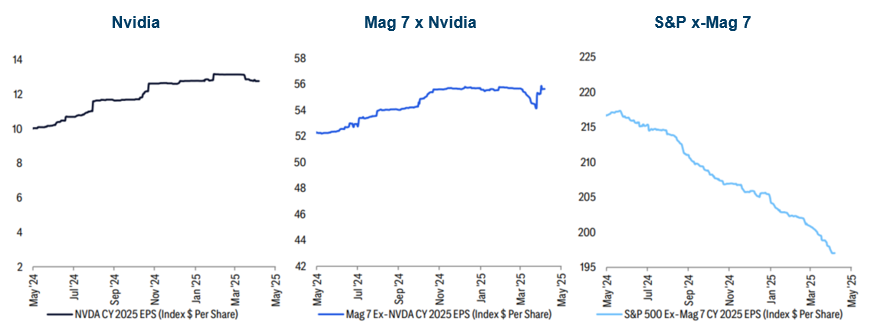 Nvidia
14
12
10
8
6
4
2
May '24
Jul '24
Sep '24
Nov '24
Jan '25
Mar '25
May '25
NVDA CY 2025 EPS (Index $ Per Share)
Mag 7 x Nvidia
58
56
54
52
50
48
46
44
42
May '24
Jul '24
Sep '24
Nov '24
Jan '25
Mar '25
May '25
Mag 7 Ex-NVDA CY 2025 EPS (Index $ Per Share)
S&P x-Mag 7
225
220
215
210
205
200
195
May '24
Jul '24
Sep '24
Nov '24
Jan '25
Mar '25
May '25
S&P 500 Ex-Mag 7 CY 2025 EPS (Index $ Per Share)